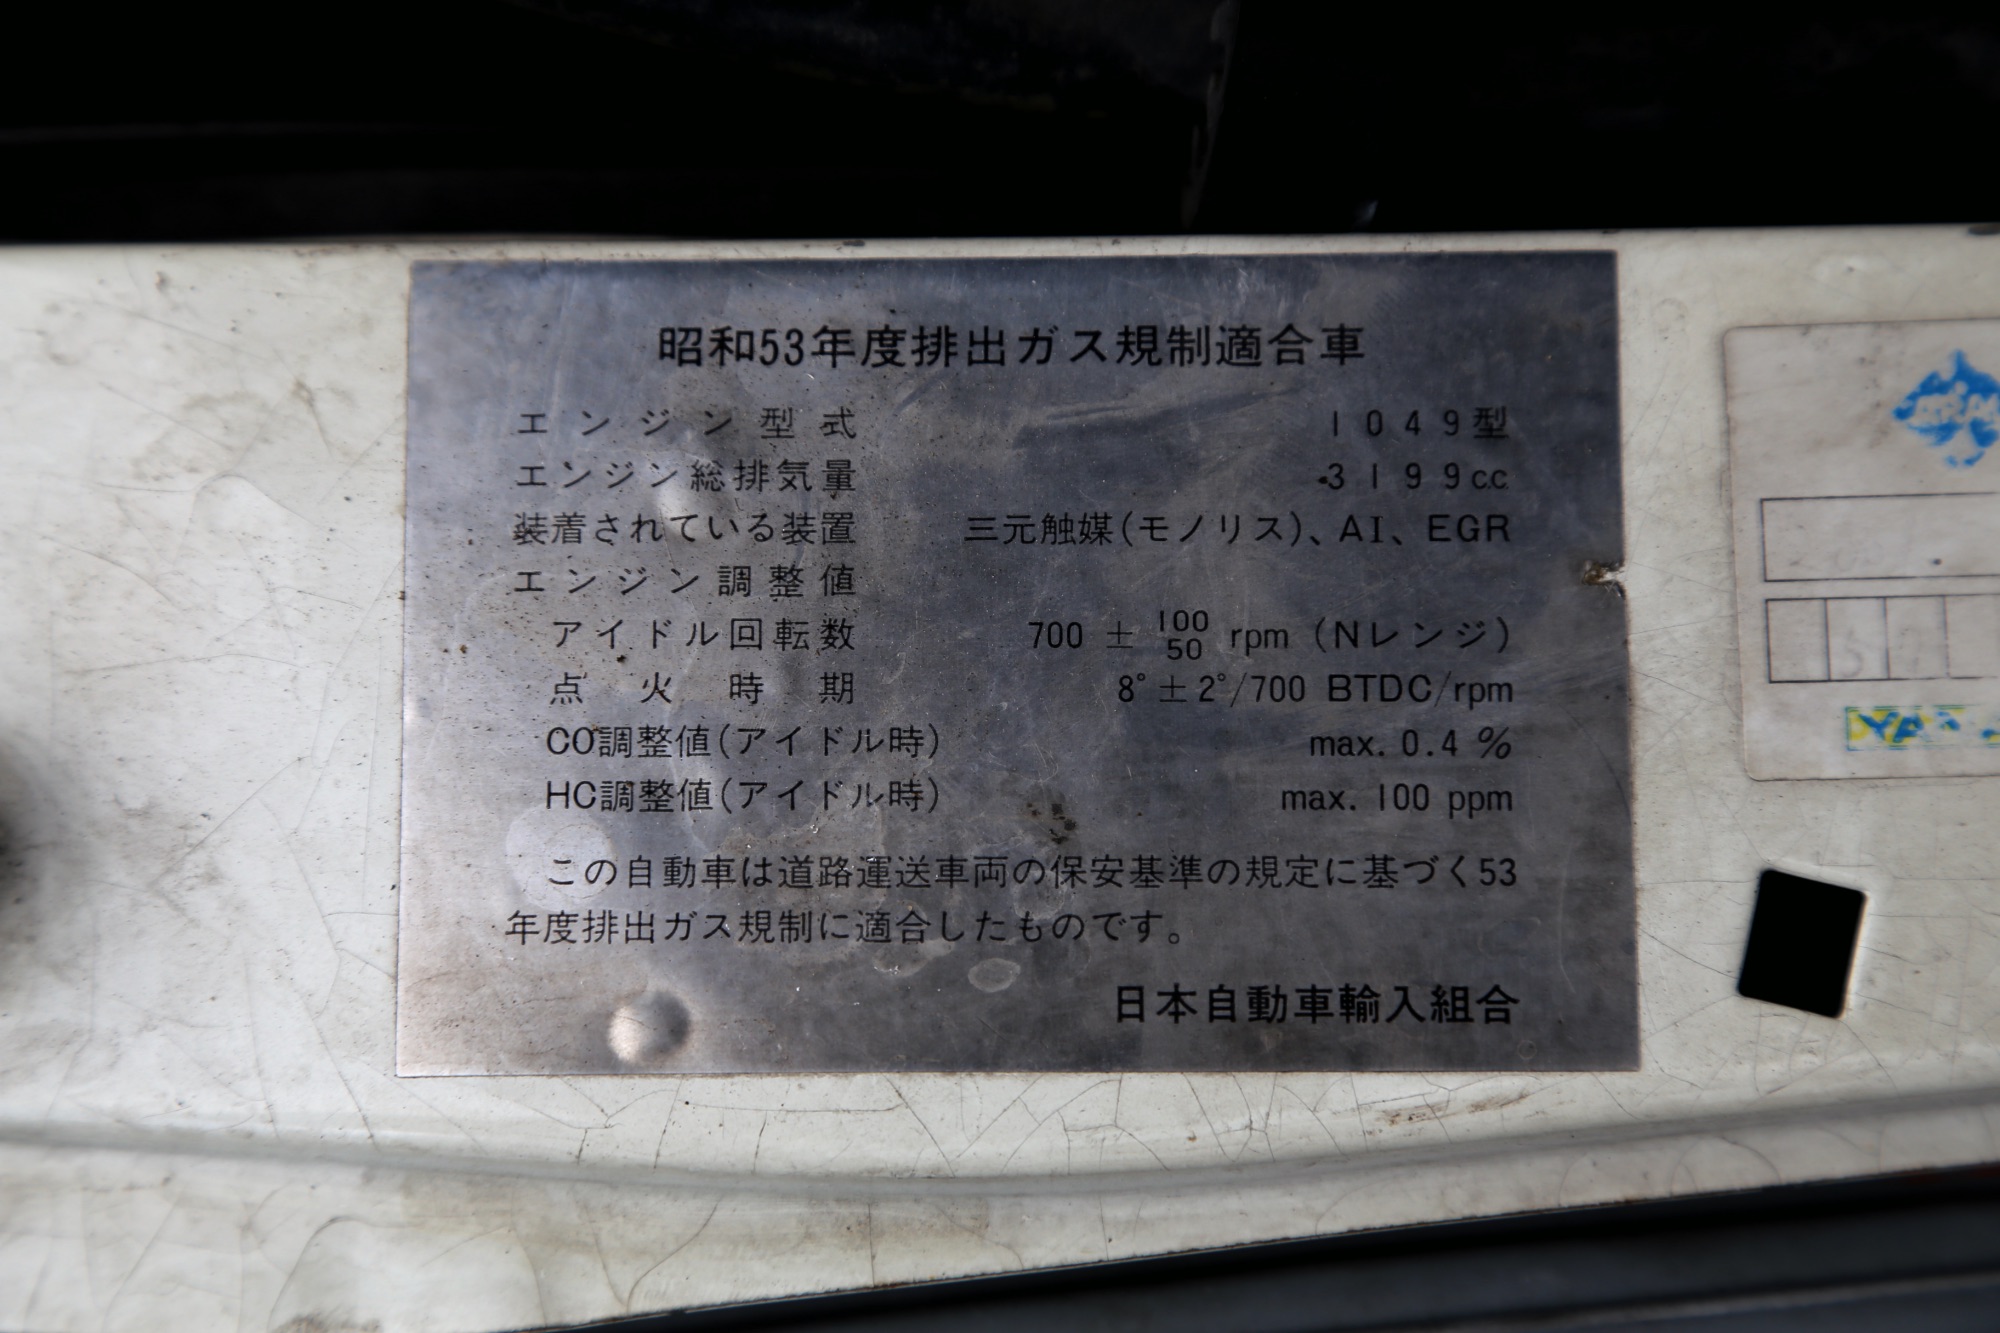 昭和53年度排出ガス規制適合車
エンジン型式 1049型
エンジン総排気量 3199c.c.
装着されている装置 三元触媒(モノリス)、AI、EGR
エンジン調整値
アイドル回転数 700 ± 100/50 rpm (Nレンジ)
点火時期 8°±2°/700 BTDC/rpm
CO調整値(アイドル時) max. 0.4 %
HC調整値(アイドル時) max. 100 ppm
この自動車は道路運送車両の保安基準の規定に基づく53
年度排出ガス規制に適合したものです。
日本自動車輸入組合